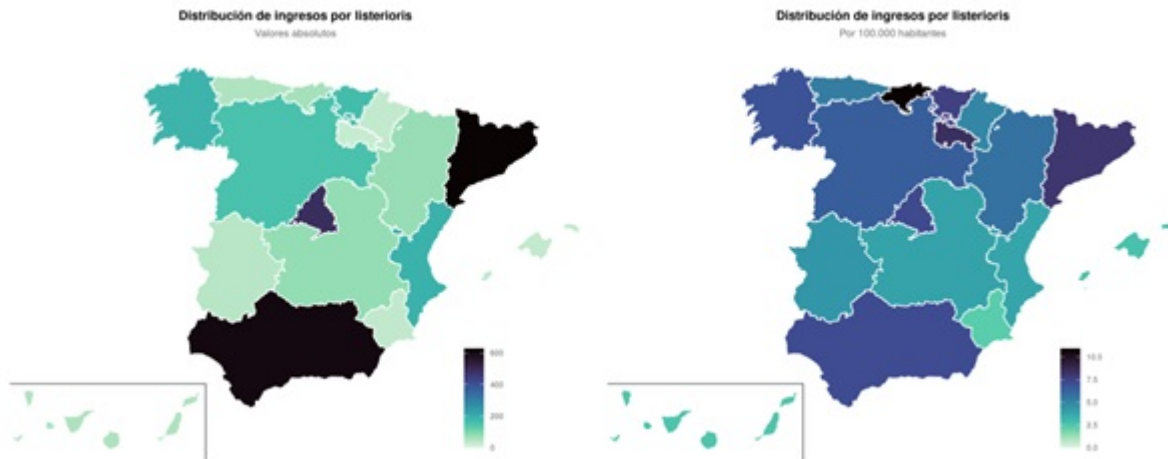 Distribución de ingresos por listerioris
Valores absolutos
600
400
200
0
Distribución de ingresos por listerioris
Por 100.000 habitantes
10.0
7.5
5.0
2.5
0.0